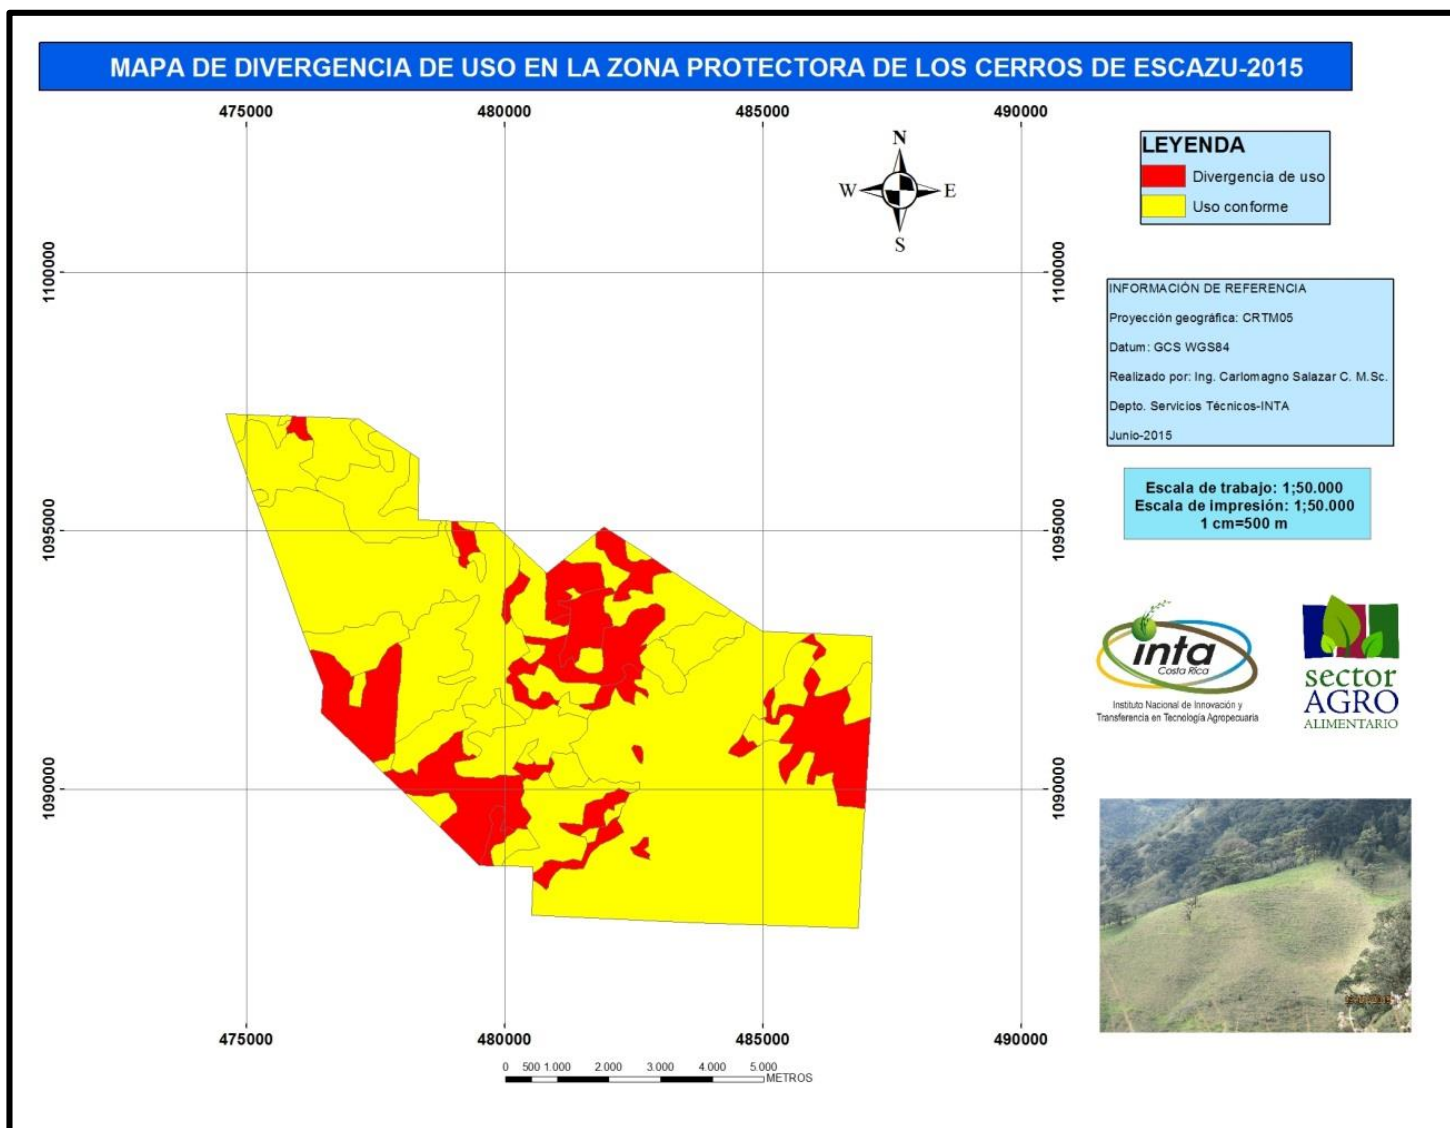 MAPA DE DIVERGENCIA DE USO EN LA ZONA PROTECTORA DE LOS CERROS DE ESCAZU-2015
475000 480000 485000 490000
N
W E
S
LEYENDA
Divergencia de uso
Uso conforme
1100000 1100000
INFORMACIÓN DE REFERENCIA
Proyección geográfica: CRTM05
Datum: GCS WGS84
Realizado por: Ing. Carlomagno Salazar C. M.Sc.
Depto. Servicios Técnicos-INTA
Junio-2015
Escala de trabajo: 1;50.000
Escala de impresión: 1;50.000
1 cm=500 m
1095000 1095000
inta
Costa Rica
Instituto Nacional de Innovación y
Transferencia en Tecnología Agropecuaria
sector
AGRO
ALIMENTARIO
1090000 1090000
475000 480000 485000 490000
0 500 1.000 2.000 3.000 4.000 5.000
METROS